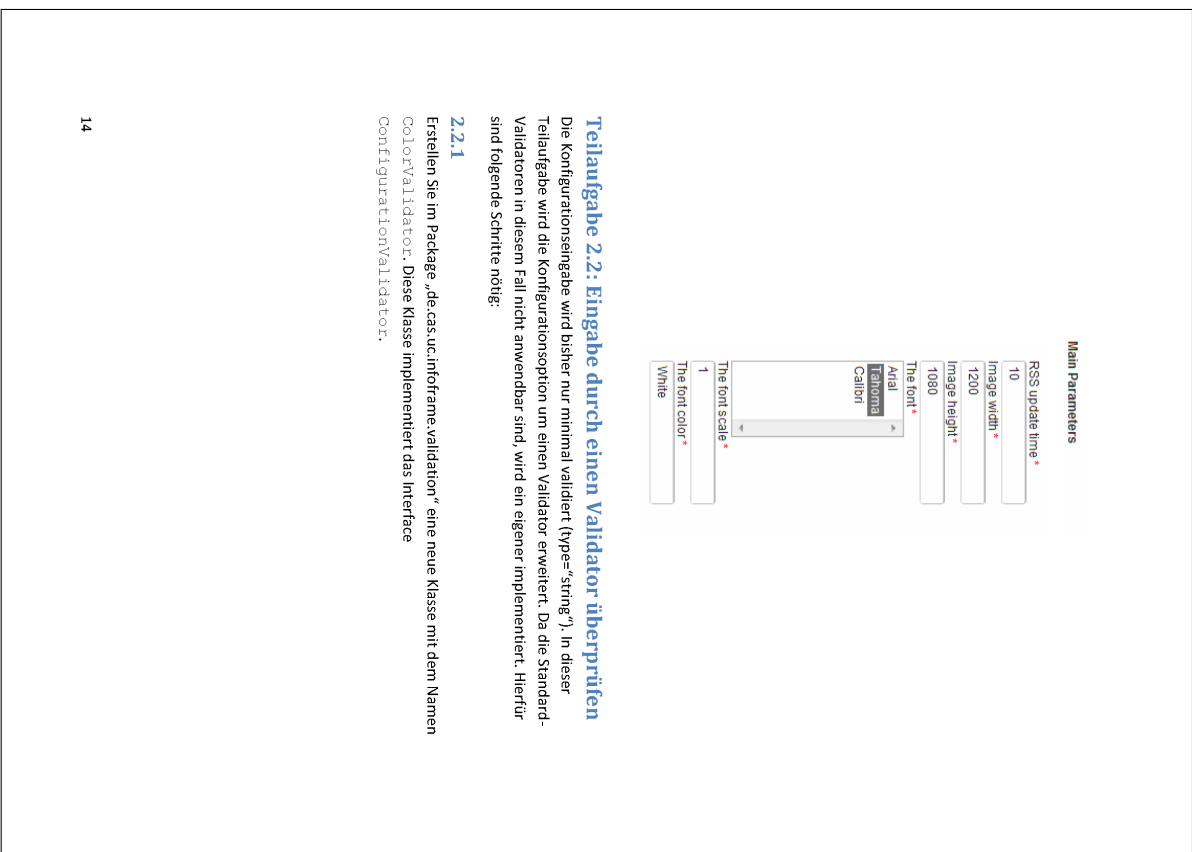 Main Parameters
RSS update time *
10
Image width *
1200
Image height *
1080
The font *
Arial
Tahoma
Calibri
The font scale *
1
The font color *
White
Teilaufgabe 2.2: Eingabe durch einen Validator überprüfen
Die Konfigurationseingabe wird bisher nur minimal validiert (type=“string“). In dieser
Teilaufgabe wird die Konfigurationsoption um einen Validator erweitert. Da die Standard-
Validatoren in diesem Fall nicht anwendbar sind, wird ein eigener implementiert. Hierfür
sind folgende Schritte nötig:
2.2.1
Erstellen Sie im Package „de.cas.uc.infoframe.validation“ eine neue Klasse mit dem Namen
ColorValidator. Diese Klasse implementiert das Interface
ConfigurationValidator.
14